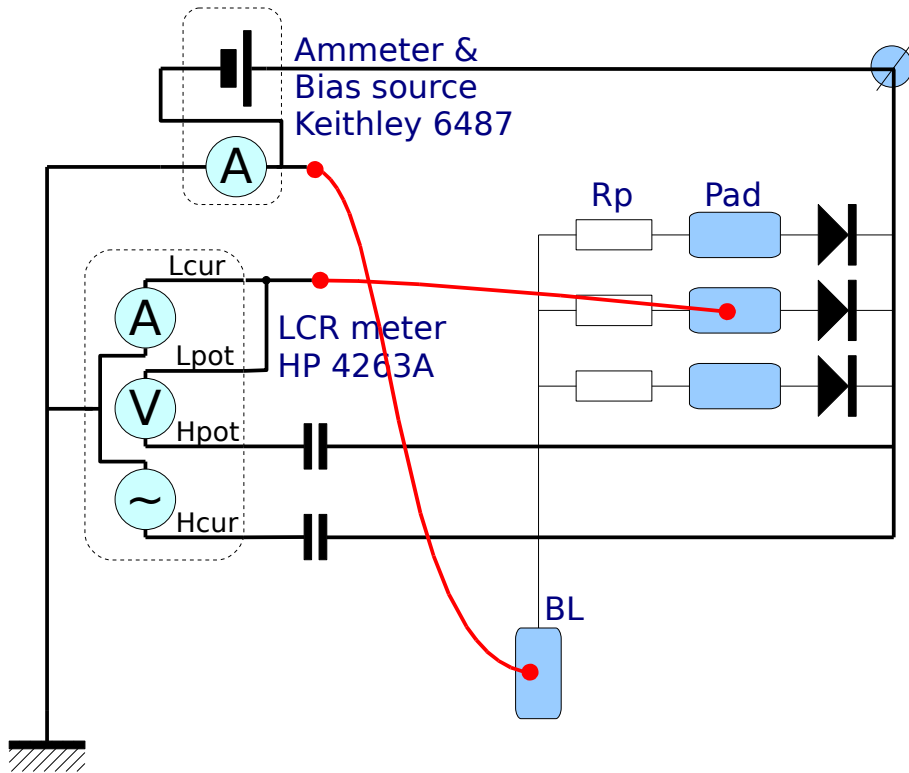 Ammeter &
Bias source
Keithley 6487
A
Rp
Pad
Lcur
A
LCR meter
HP 4263A
Lpot
V
Hpot
~
Hcur
BL